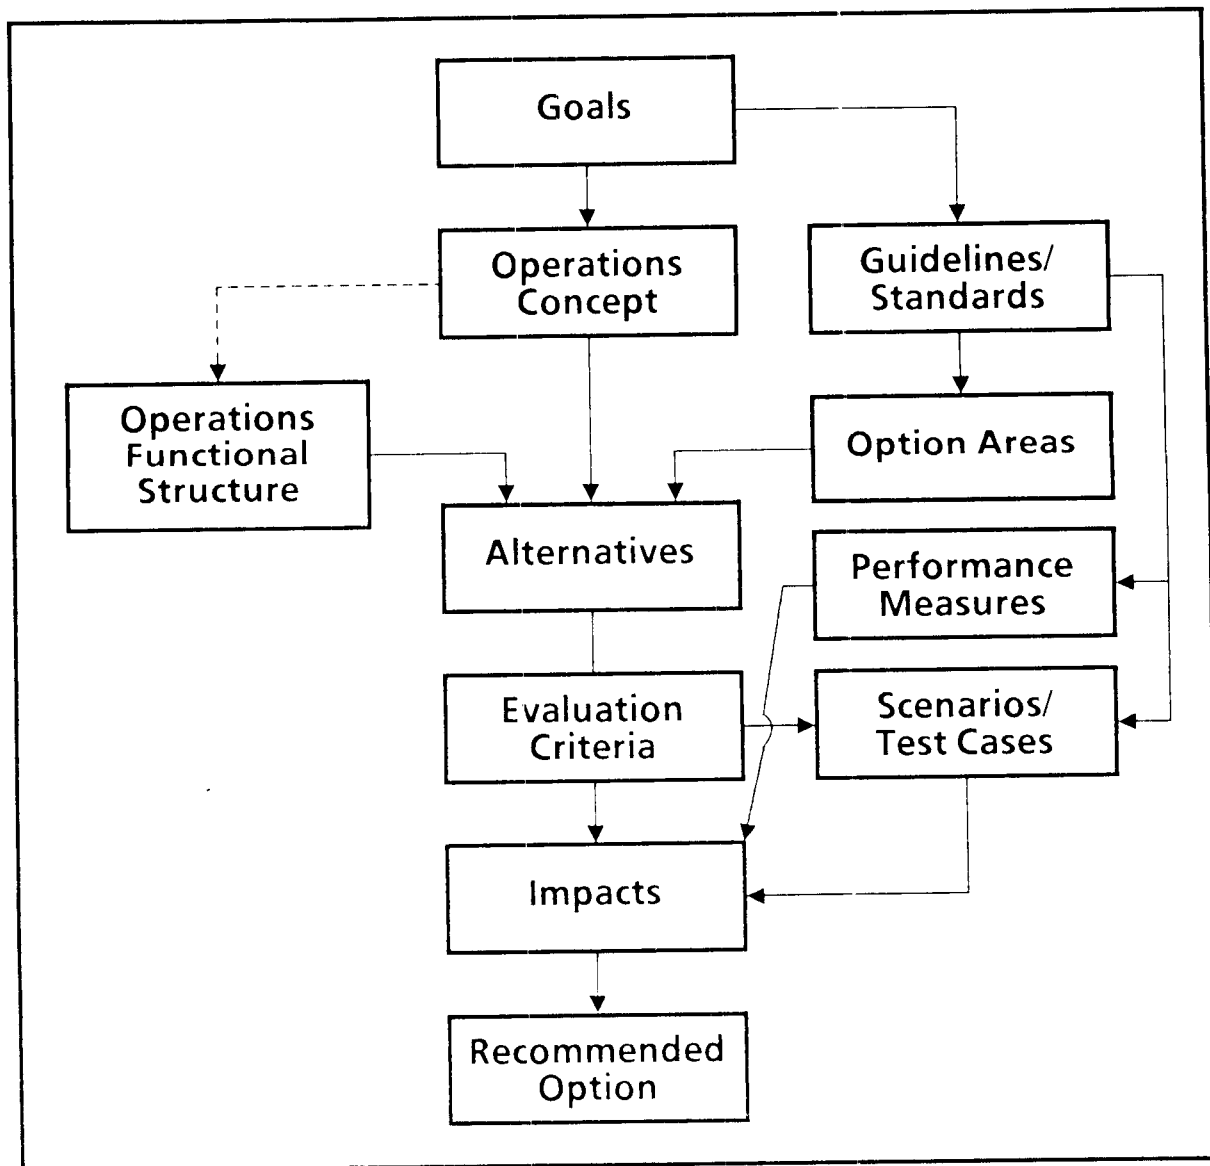 Goals
Operations
Concept
Guidelines/
Standards
Operations
Functional
Structure
Option Areas
Alternatives
Performance
Measures
Evaluation
Criteria
Scenarios/
Test Cases
Impacts
Recommended
Option